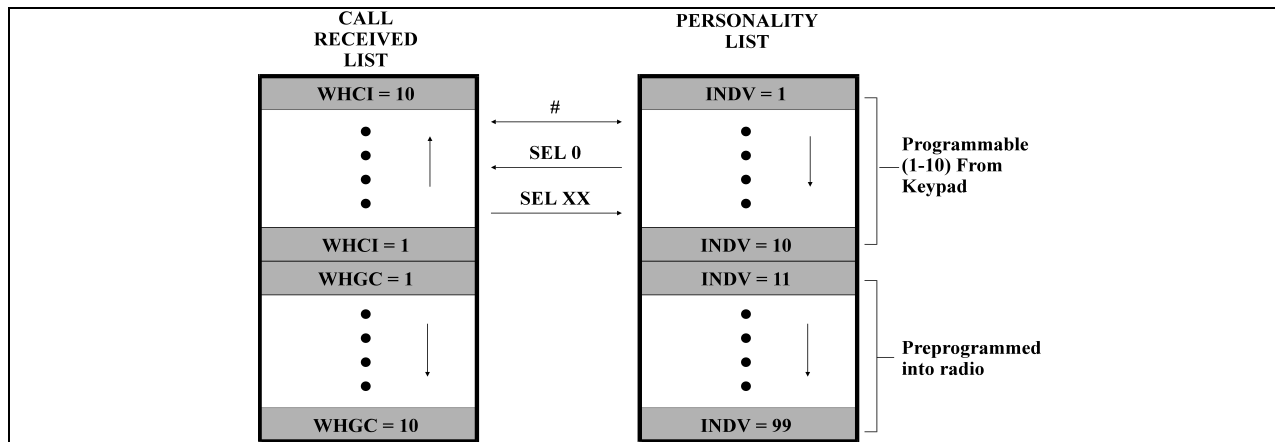 CALL
RECEIVED
LIST
PERSONALITY
LIST
WHCI = 10
#
INDV = 1
SEL 0
SEL XX
Programmable
(1-10) From
Keypad
WHCI = 1
INDV = 10
WHGC = 1
INDV = 11
Preprogrammed
into radio
WHGC = 10
INDV = 99